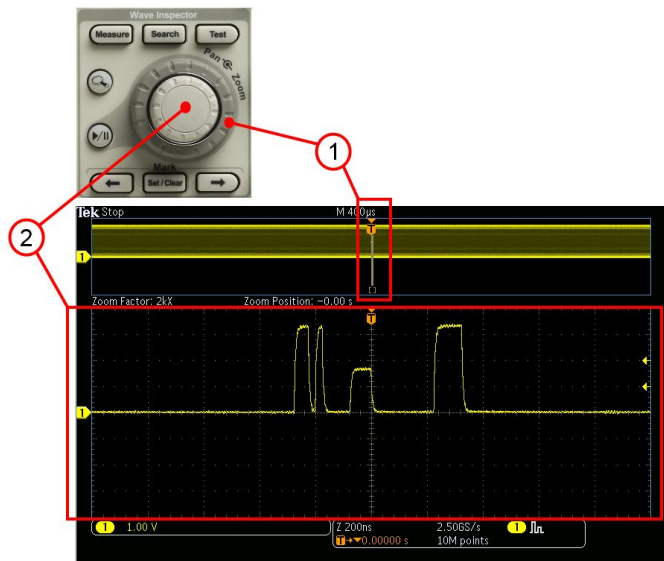 Wave Inspector
Measure Search Test
Pan Zoom
Mark
← Set / Clear →
1
2
Tek Stop
M 400µs
T
1
Zoom Factor: 2kX Zoom Position: -0.00 s
T
1
1 1.00 V
Z 200ns 2.50GS/s 1
T→▼0.00000 s 10M points